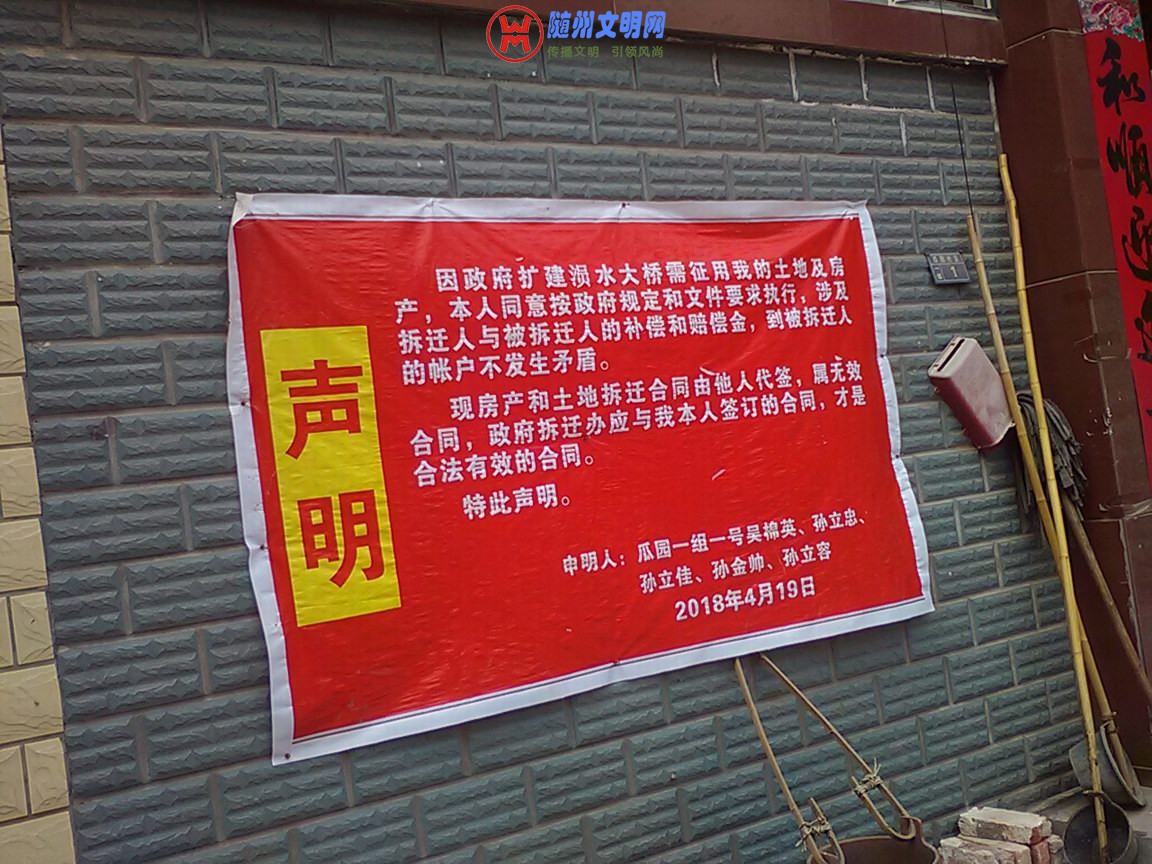 随州文明网
传播文明 引领风尚
声明
因政府扩建涢水大桥需征用我的土地及房
产，本人同意按政府规定和文件要求执行，涉及
拆迁人与被拆迁人的补偿和赔偿金，到被拆迁人
的帐户不发生矛盾。
现房产和土地拆迁合同由他人代签，属无效
合同，政府拆迁办应与我本人签订的合同，才是
合法有效的合同。
特此声明。
申明人：瓜园一组一号吴棉英、孙立忠、
孙立佳、孙金帅、孙立容
2018年4月19日
和顺迎
1